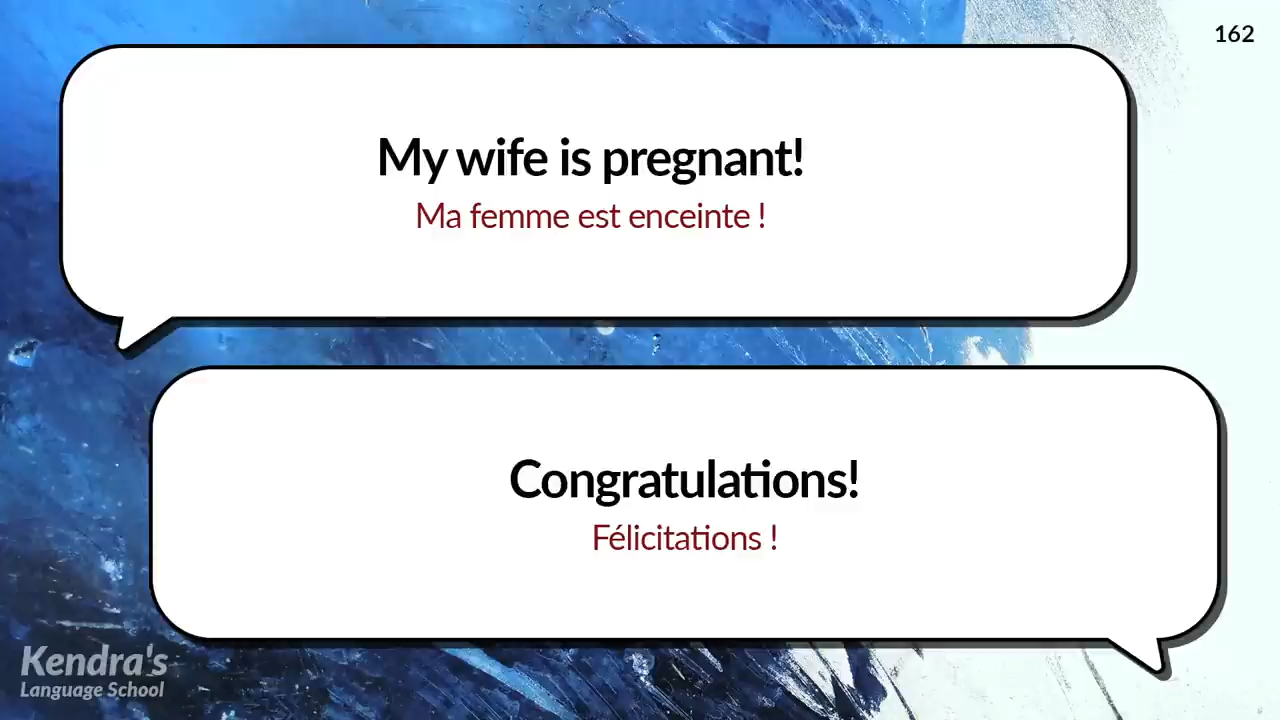 162
My wife is pregnant!
Ma femme est enceinte !
Congratulations!
Félicitations !
Kendra's
Language School